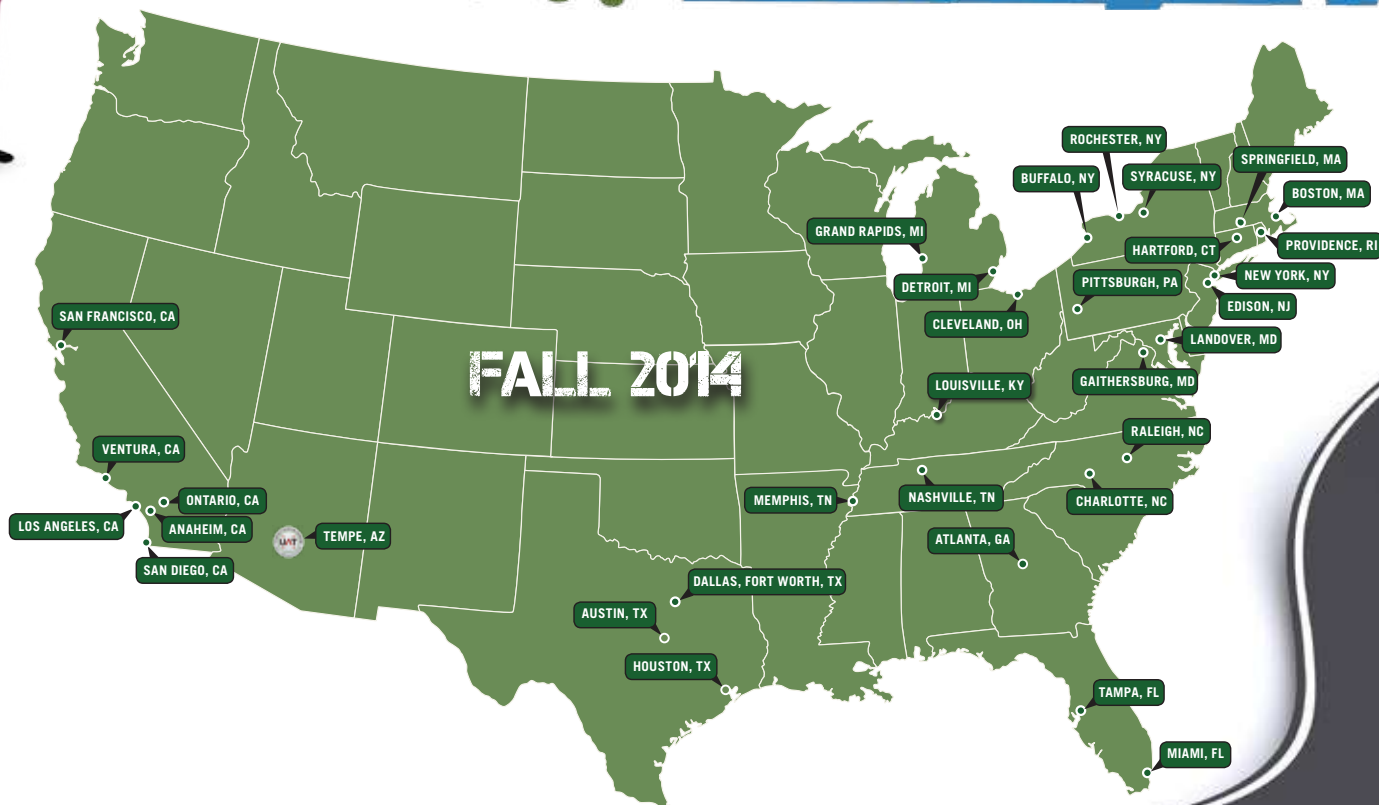 ROCHESTER, NY
SPRINGFIELD, MA
BUFFALO, NY
SYRACUSE, NY
BOSTON, MA
GRAND RAPIDS, MI
HARTFORD, CT
PROVIDENCE, RI
DETROIT, MI
PITTSBURGH, PA
NEW YORK, NY
EDISON, NJ
SAN FRANCISCO, CA
CLEVELAND, OH
LANDOVER, MD
FALL 2014
LOUISVILLE, KY
GAITHERSBURG, MD
RALEIGH, NC
VENTURA, CA
ONTARIO, CA
MEMPHIS, TN
NASHVILLE, TN
CHARLOTTE, NC
LOS ANGELES, CA
ANAHEIM, CA
UAT
TEMPE, AZ
ATLANTA, GA
SAN DIEGO, CA
DALLAS, FORT WORTH, TX
AUSTIN, TX
HOUSTON, TX
TAMPA, FL
MIAMI, FL